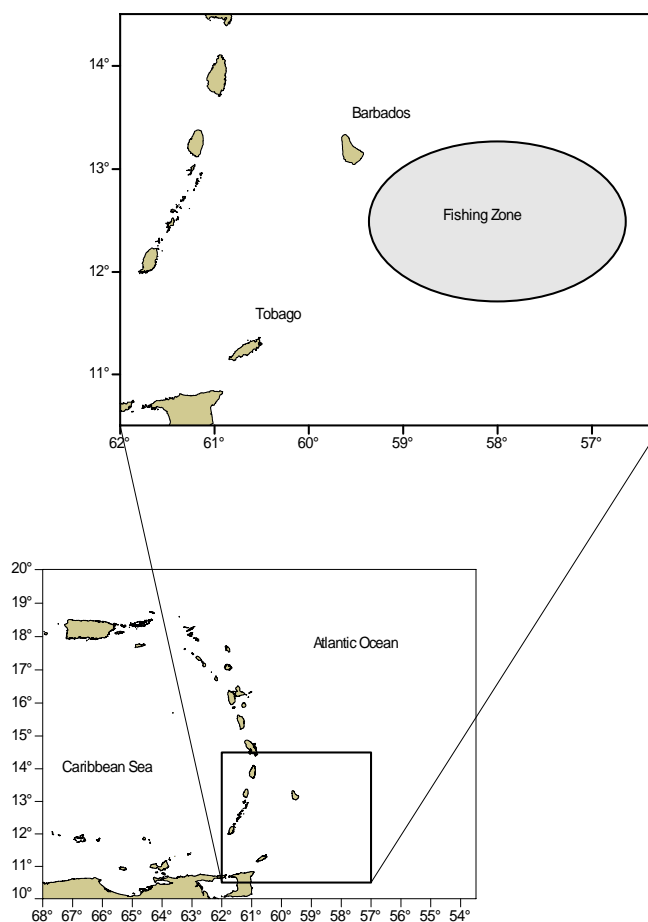 14°
Barbados
13°
Fishing Zone
12°
Tobago
11°
62° 61° 60° 59° 58° 57°
20°
19°
18°
Atlantic Ocean
17°
16°
15°
14°
Caribbean Sea
13°
12°
11°
10°
68° 67° 66° 65° 64° 63° 62° 61° 60° 59° 58° 57° 56° 55° 54°